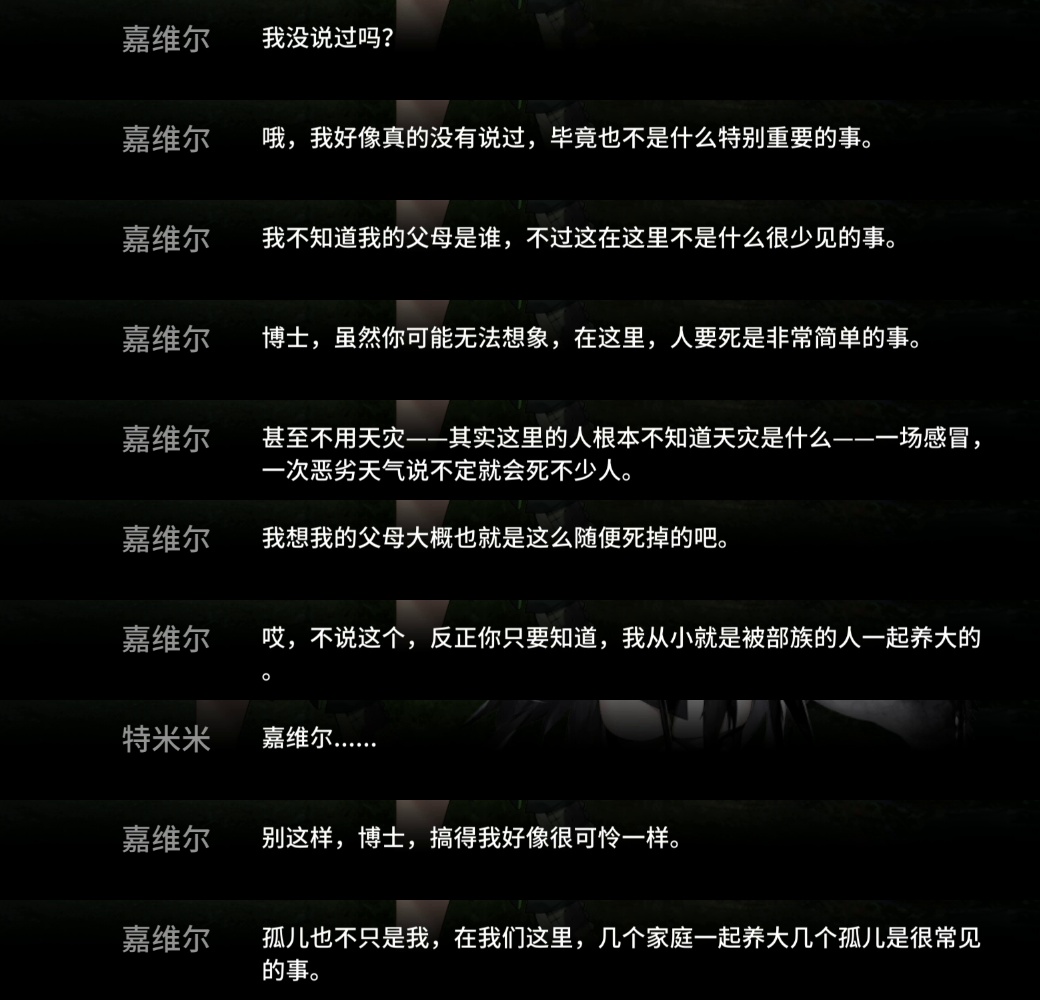 嘉维尔 我没说过吗？
嘉维尔 哦，我好像真的没有说过，毕竟也不是什么特别重要的事。
嘉维尔 我不知道我的父母是谁，不过这在这里不是什么很少见的事。
嘉维尔 博士，虽然你可能无法想象，在这里，人要死是非常简单的事。
嘉维尔 甚至不用天灾——其实这里的人根本不知道天灾是什么——一场感冒，
一次恶劣天气说不定就会死不少人。
嘉维尔 我想我的父母大概也就是这么随便死掉的吧。
嘉维尔 哎，不说这个，反正你只要知道，我从小就是被部族的人一起养大的
。
特米米 嘉维尔......
嘉维尔 别这样，博士，搞得我好像很可怜一样。
嘉维尔 孤儿也不只是我，在我们这里，几个家庭一起养大几个孤儿是很常见
的事。